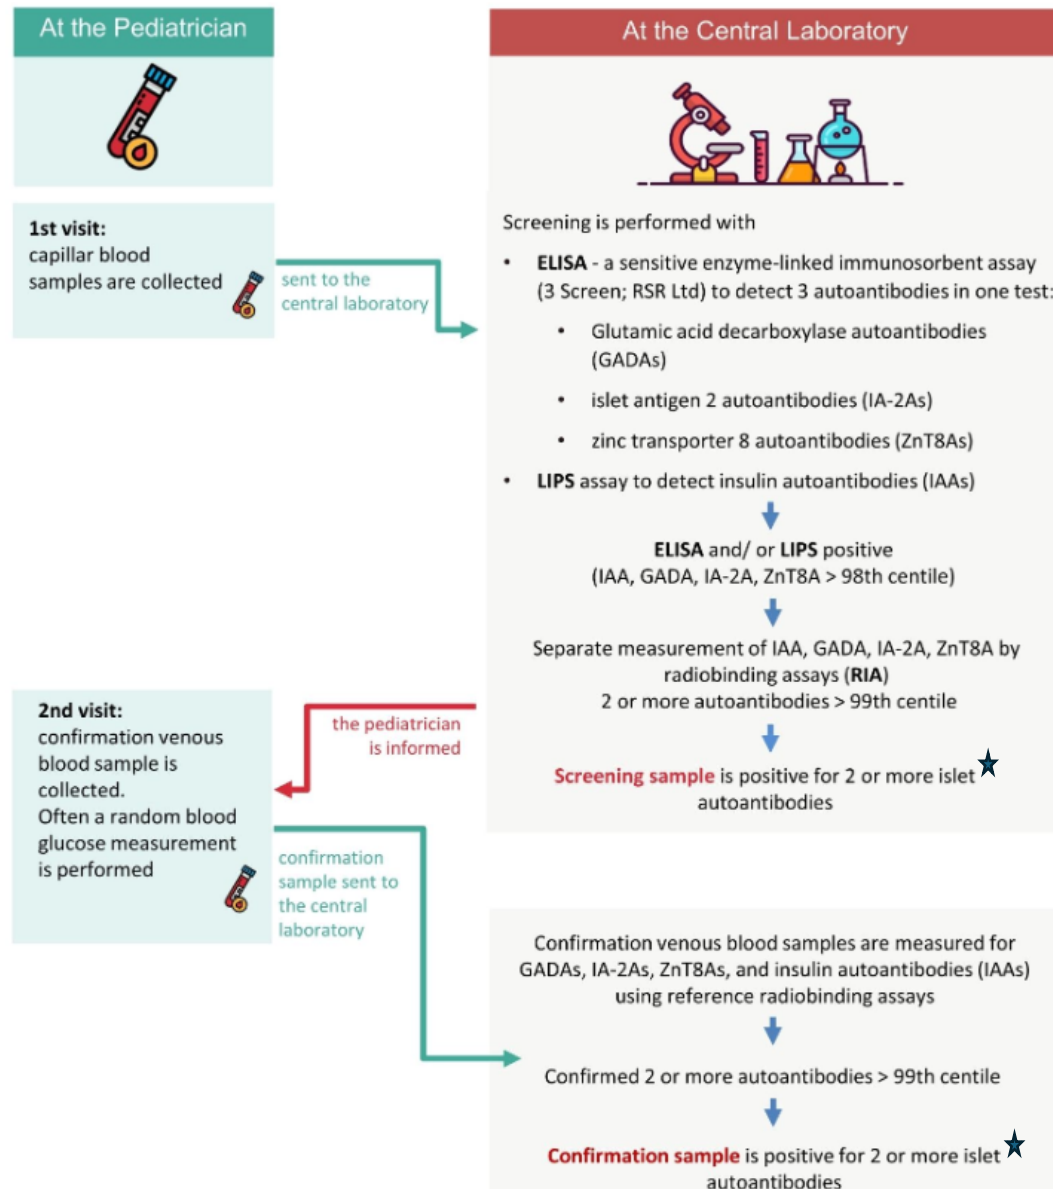 At the Pediatrician
At the Central Laboratory
1st visit:
capillar blood
samples are collected
sent to the
central laboratory
Screening is performed with
• ELISA - a sensitive enzyme-linked immunosorbent assay
(3 Screen; RSR Ltd) to detect 3 autoantibodies in one test:
• Glutamic acid decarboxylase autoantibodies
(GADAs)
• islet antigen 2 autoantibodies (IA-2As)
• zinc transporter 8 autoantibodies (ZnT8As)
• LIPS assay to detect insulin autoantibodies (IAAs)
ELISA and/ or LIPS positive
(IAA, GADA, IA-2A, ZnT8A > 98th centile)
Separate measurement of IAA, GADA, IA-2A, ZnT8A by
radiobinding assays (RIA)
2 or more autoantibodies > 99th centile
Screening sample is positive for 2 or more islet
autoantibodies
the pediatrician
is informed
2nd visit:
confirmation venous
blood sample is
collected.
Often a random blood
glucose measurement
is performed
confirmation
sample sent to
the central
laboratory
Confirmation venous blood samples are measured for
GADAs, IA-2As, ZnT8As, and insulin autoantibodies (IAAs)
using reference radiobinding assays
Confirmed 2 or more autoantibodies > 99th centile
Confirmation sample is positive for 2 or more islet
autoantibodies